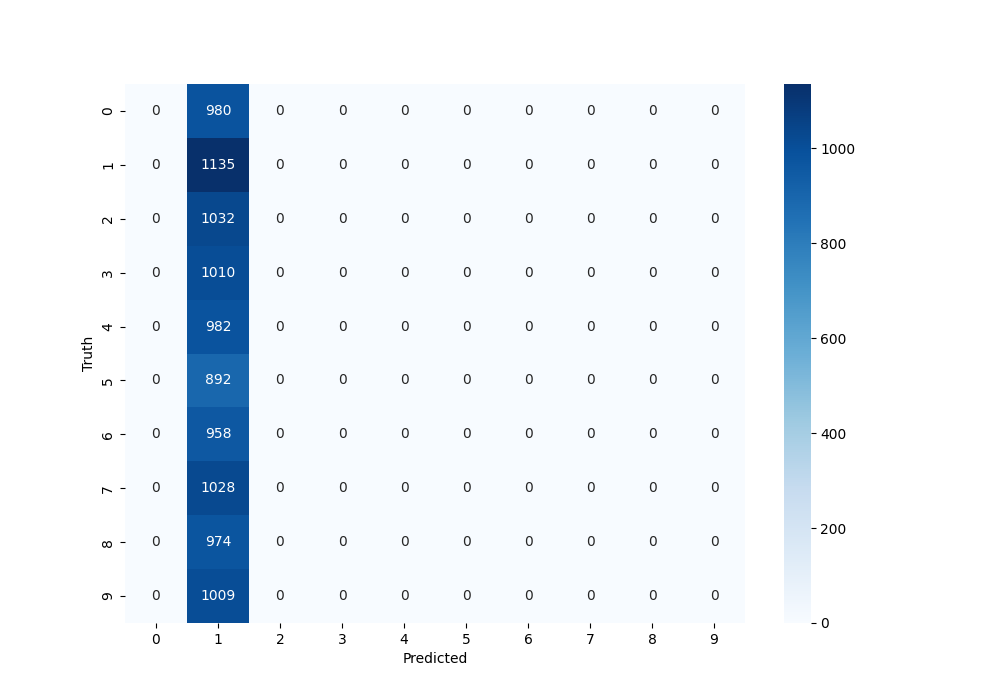 0 0 980 0 0 0 0 0 0 0 0
1 0 1135 0 0 0 0 0 0 0 0
2 0 1032 0 0 0 0 0 0 0 0
3 0 1010 0 0 0 0 0 0 0 0
4 0 982 0 0 0 0 0 0 0 0
5 0 892 0 0 0 0 0 0 0 0
6 0 958 0 0 0 0 0 0 0 0
7 0 1028 0 0 0 0 0 0 0 0
8 0 974 0 0 0 0 0 0 0 0
9 0 1009 0 0 0 0 0 0 0 0
0 1 2 3 4 5 6 7 8 9
Predicted
Truth
1000
800
600
400
200
0